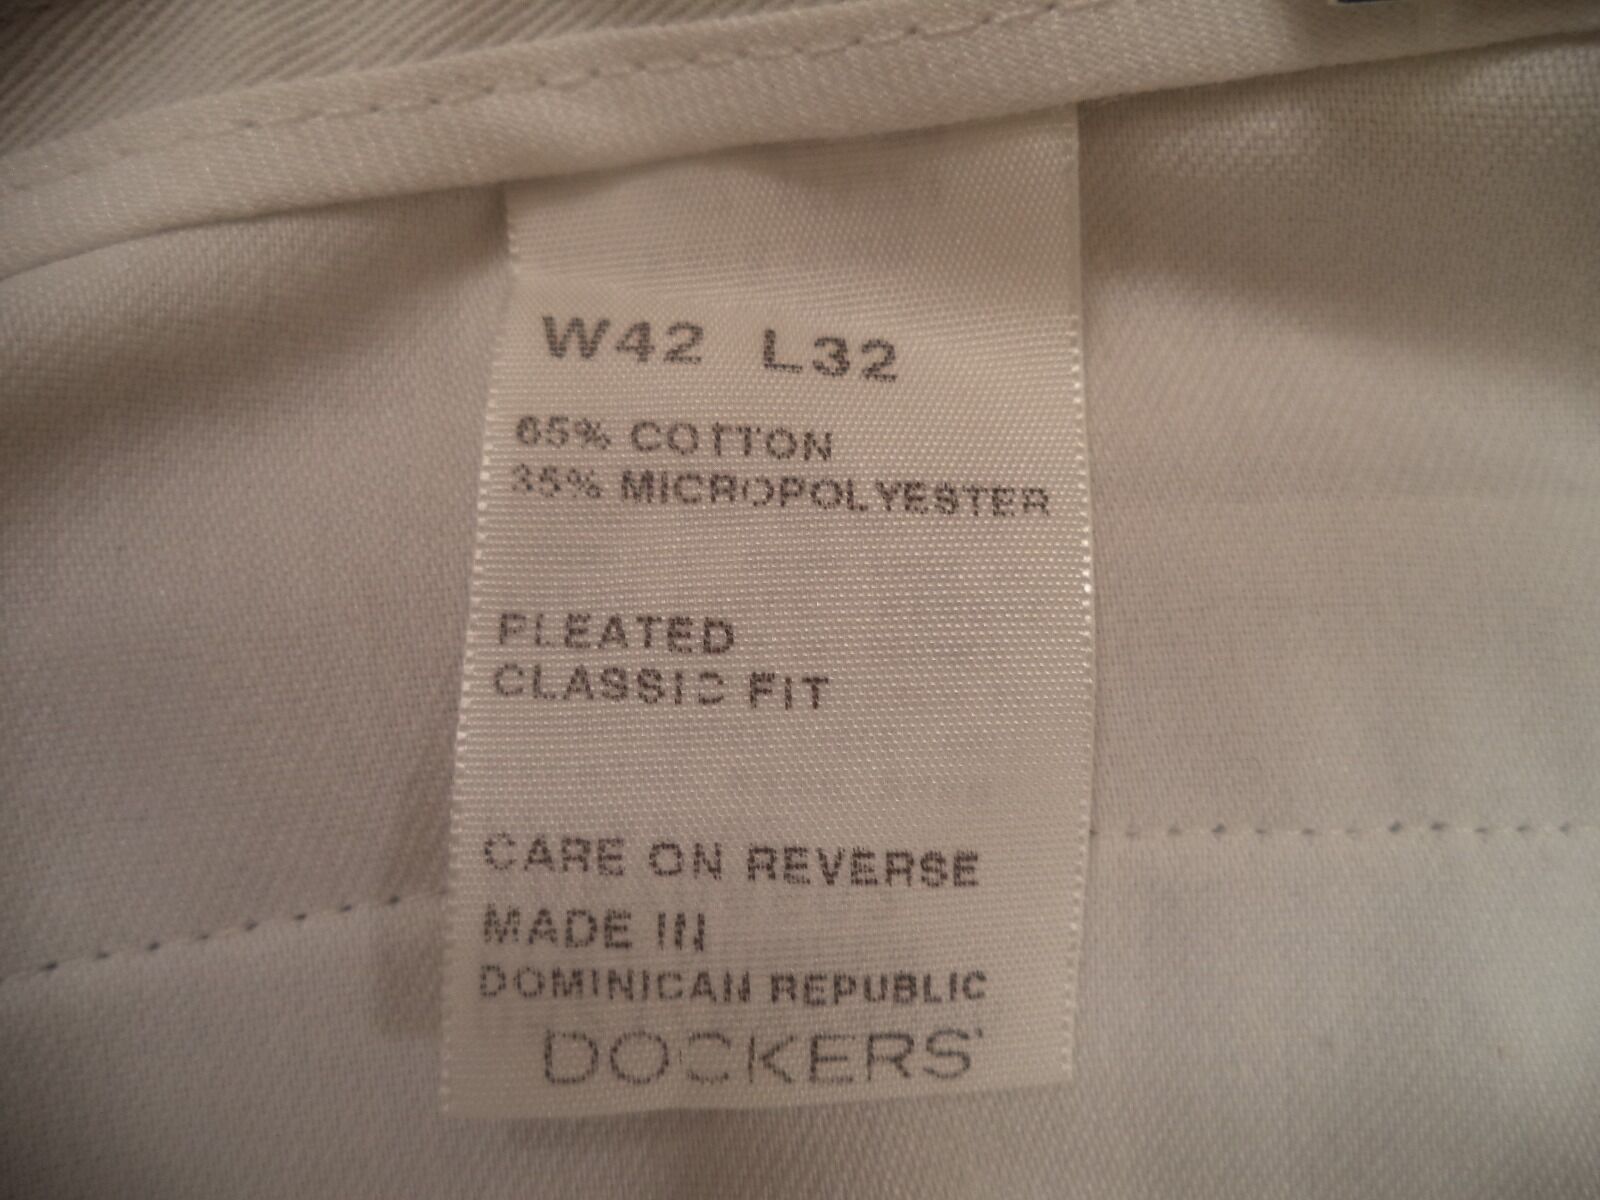 W42 L32
65% COTTON
35% MICROPOLYESTER
PLEATED
CLASSIC FIT
CARE ON REVERSE
MADE IN
DOMINICAN REPUBLIC
DOCKERS®